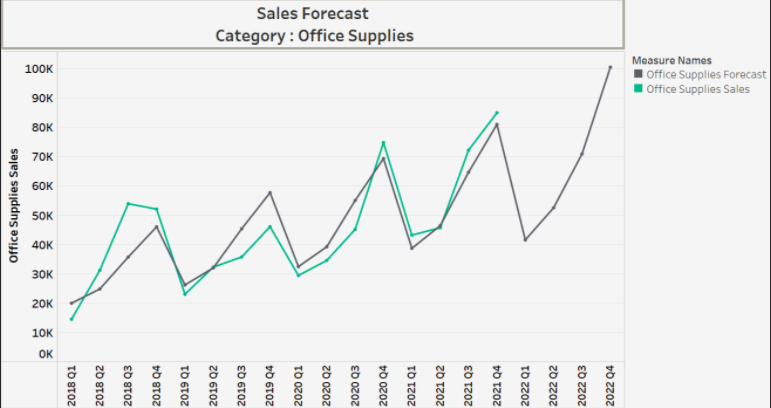 Sales Forecast
Category : Office Supplies
Measure Names
Office Supplies Forecast
Office Supplies Sales
Office Supplies Sales
100K
90K
80K
70K
60K
50K
40K
30K
20K
10K
0K
2018 Q1
2018 Q2
2018 Q3
2018 Q4
2019 Q1
2019 Q2
2019 Q3
2019 Q4
2020 Q1
2020 Q2
2020 Q3
2020 Q4
2021 Q1
2021 Q2
2021 Q3
2021 Q4
2022 Q1
2022 Q2
2022 Q3
2022 Q4